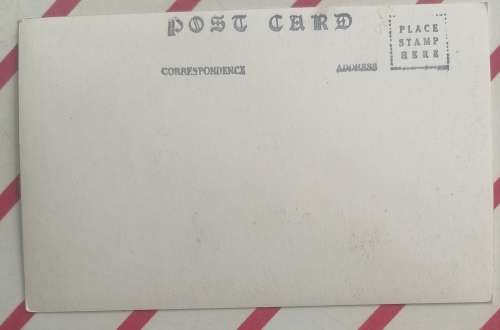 POST CARD
PLACE
STAMP
HERE
CORRESPONDENCE
ADDRESS